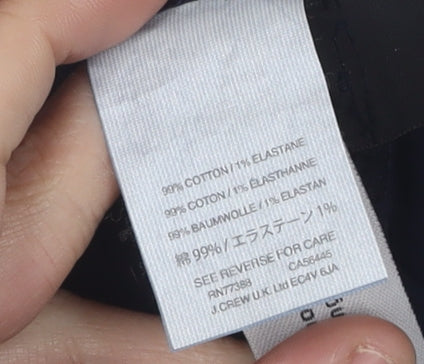 99% COTTON / 1% ELASTANE
99% COTON / 1% ÉLASTHANNE
99% BAUMWOLLE / 1% ELASTAN
綿 99% / エラステーン 1%
SEE REVERSE FOR CARE
RN77388 CA56445
J.CREW U.K. Ltd EC4V 6JA